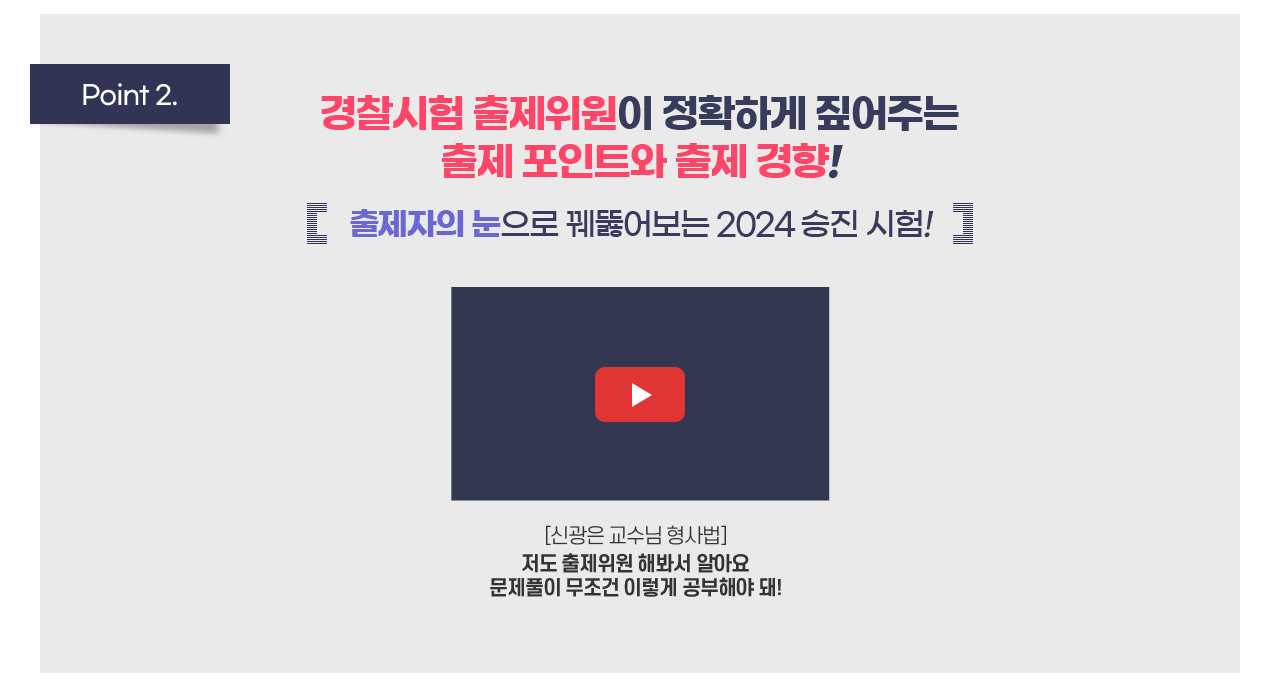 Point 2.
경찰시험 출제위원이 정확하게 짚어주는
출제 포인트와 출제 경향!
출제자의 눈으로 꿰뚫어보는 2024 승진 시험!
[신광은 교수님 형사법]
저도 출제위원 해봐서 알아요
문제풀이 무조건 이렇게 공부해야 돼!